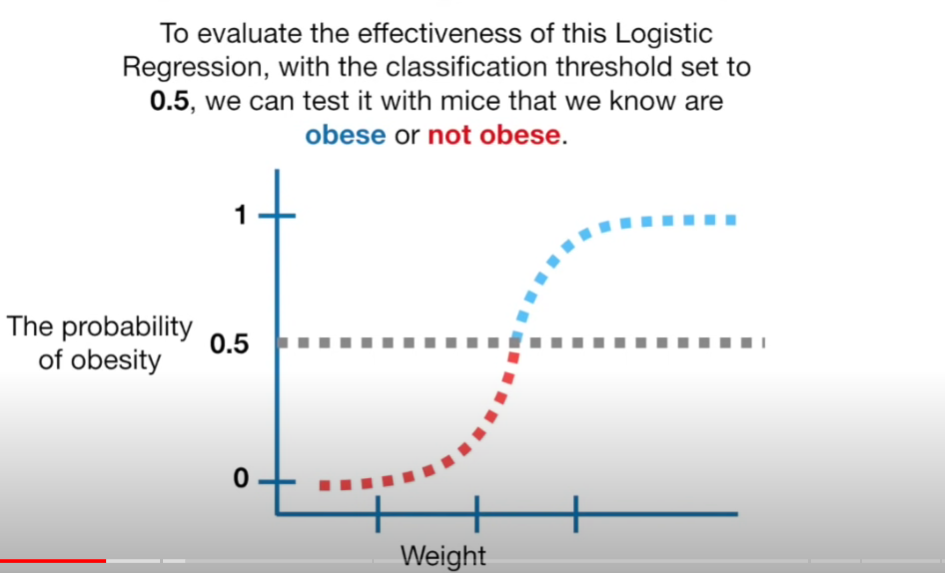 To evaluate the effectiveness of this Logistic
Regression, with the classification threshold set to
0.5, we can test it with mice that we know are
obese or not obese.
1
The probability
of obesity
0.5
0
Weight